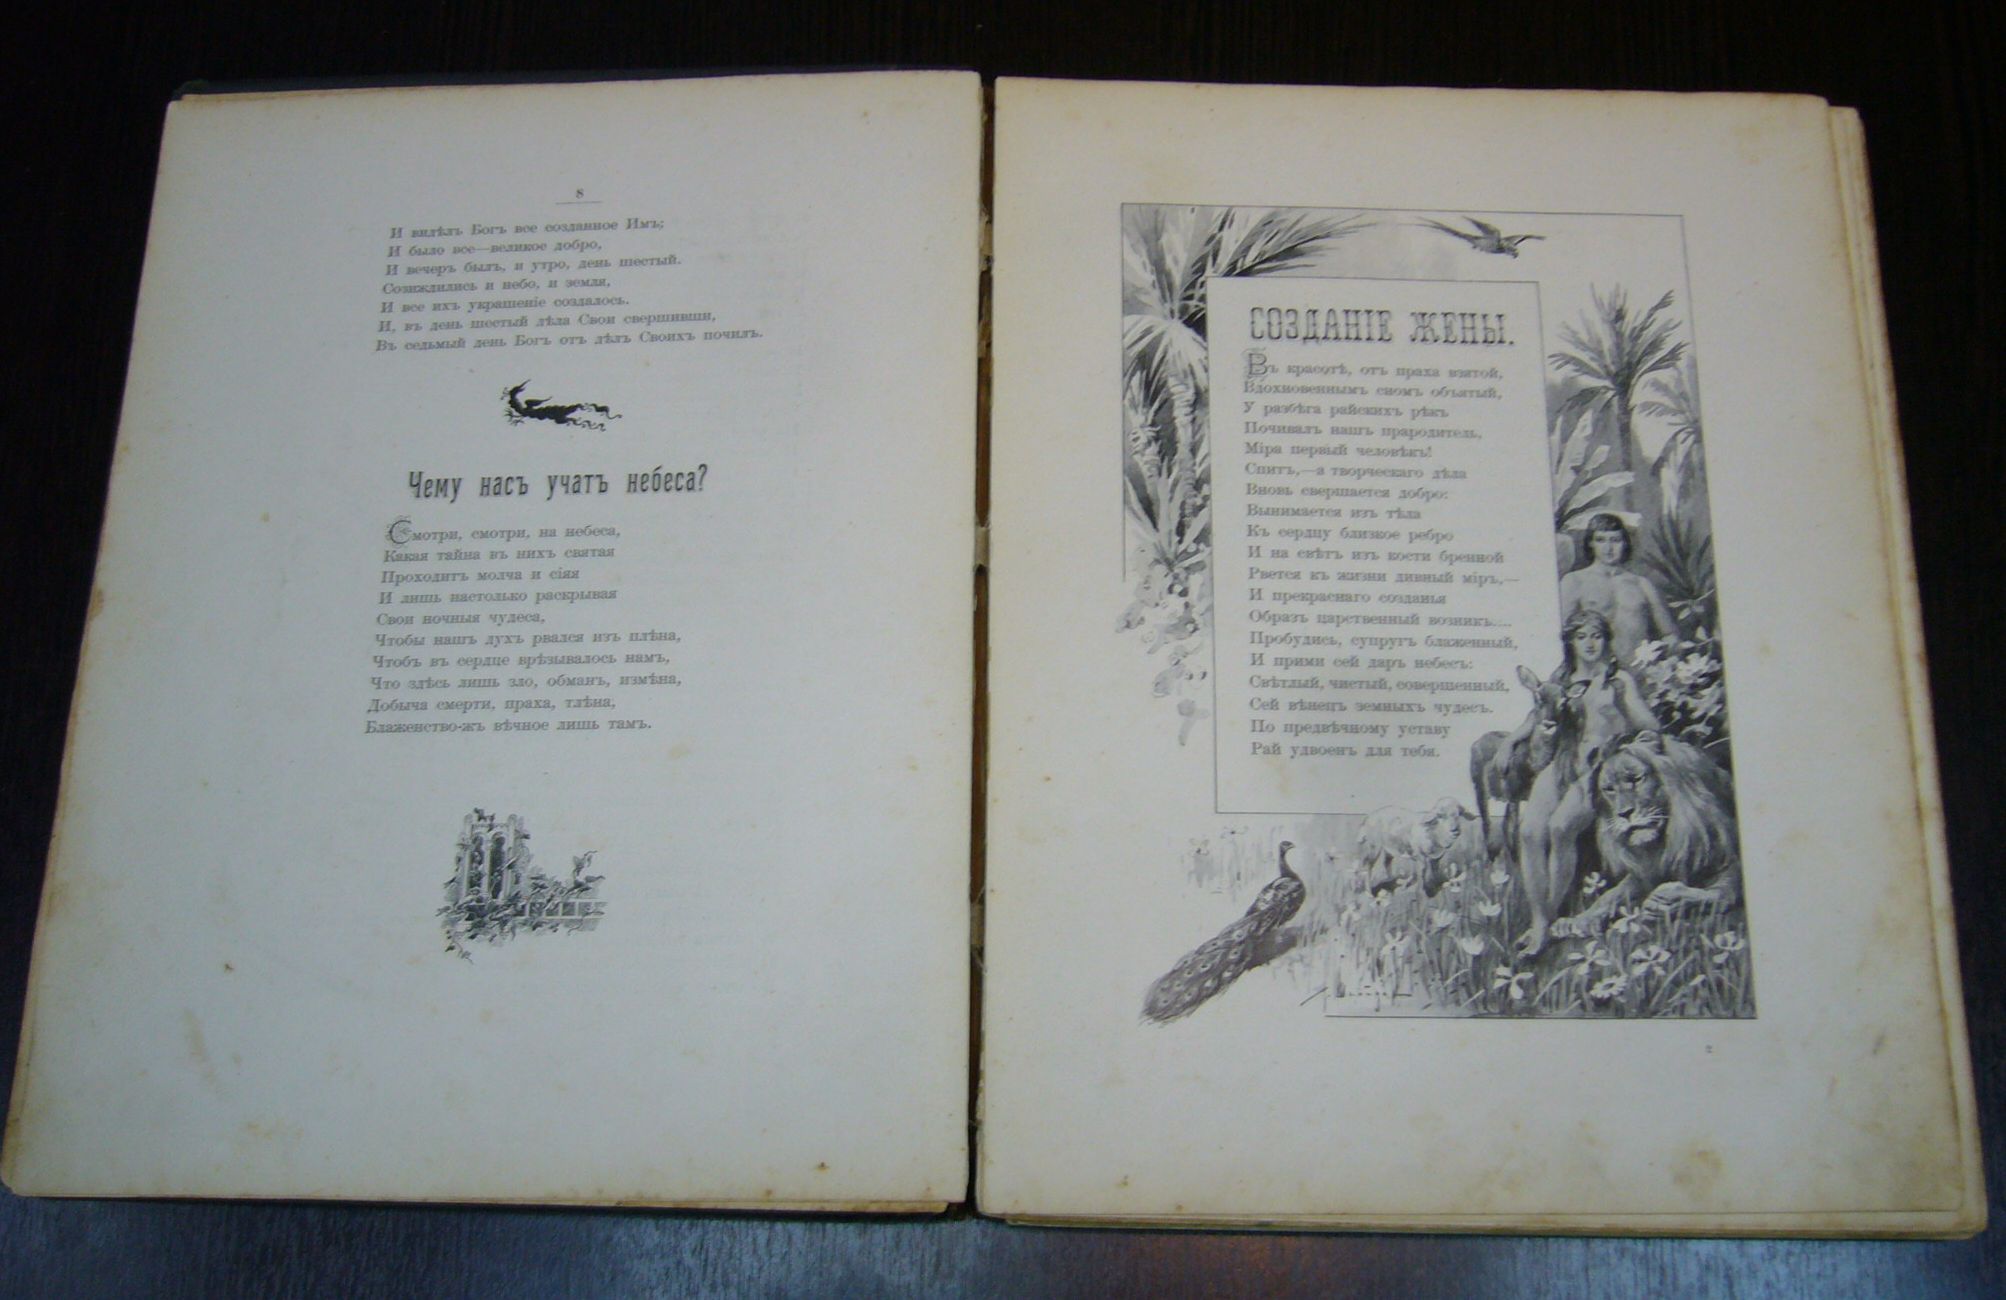 8
И видѣлъ Богъ все созданное Имъ;
И было все—великое добро,
И вечеръ былъ, и утро, день шестый.
Созиждились и небо, и земля,
И все ихъ украшеніе создалось.
И, въ день шестый дѣла Свои свершивши,
Въ седьмый день Богъ отъ дѣлъ Своихъ почилъ.
Чему насъ учатъ небеса?
Смотри, смотри, на небеса,
Какая тайна въ нихъ святая
Проходитъ молча и сіяя
И лишь настолько раскрывая
Свои ночныя чудеса,
Чтобы нашъ духъ рвался изъ плѣна,
Чтобъ въ сердце врѣзывалось намъ,
Что здѣсь лишь зло, обманъ, измѣна,
Добыча смерти, праха, тлѣна,
Блаженство-жъ вѣчное лишь тамъ.
СОЗДАНІЕ ЖЕНЫ.
Въ красотѣ, отъ праха взятой,
Вдохновеннымъ сномъ объятый,
У разбѣга райскихъ рѣкъ
Почивалъ нашъ прародитель,
Міра первый человѣкъ!
Спитъ,—а творческаго дѣла
Вновь свершается добро:
Вынимается изъ тѣла
Къ сердцу близкое ребро
И на свѣтъ изъ кости бренной
Рвется къ жизни дивный міръ,—
И прекраснаго созданья
Образъ царственный возникъ....
Пробудись, супругъ блаженный,
И прими сей даръ небесъ:
Свѣтлый, чистый, совершенный,
Сей вѣнецъ земныхъ чудесъ.
По предвѣчному уставу
Рай удвоенъ для тебя.
2